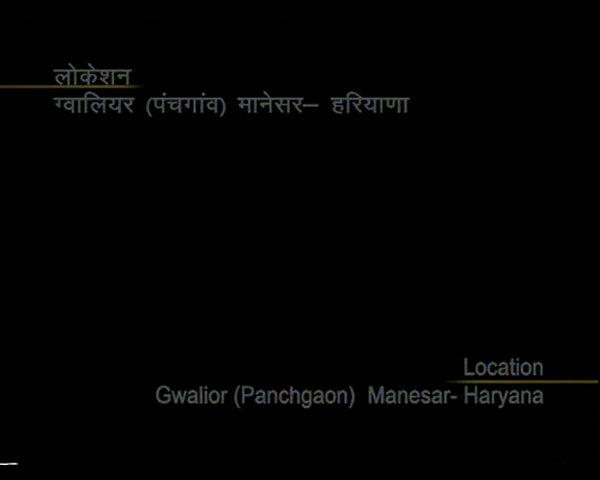 लोकेशन
ग्वालियर (पंचगांव) मानेसर– हरियाणा
Location
Gwalior (Panchgaon) Manesar- Haryana